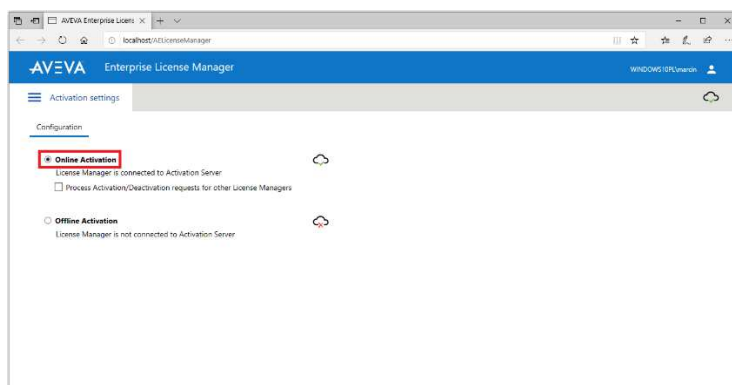 AVEVA Enterprise Licens
localhost/AELicenseManager
AVEVA Enterprise License Manager
WINDOWS10PL\marcin
Activation settings
Configuration
Online Activation
License Manager is connected to Activation Server
Process Activation/Deactivation requests for other License Managers
Offline Activation
License Manager is not connected to Activation Server